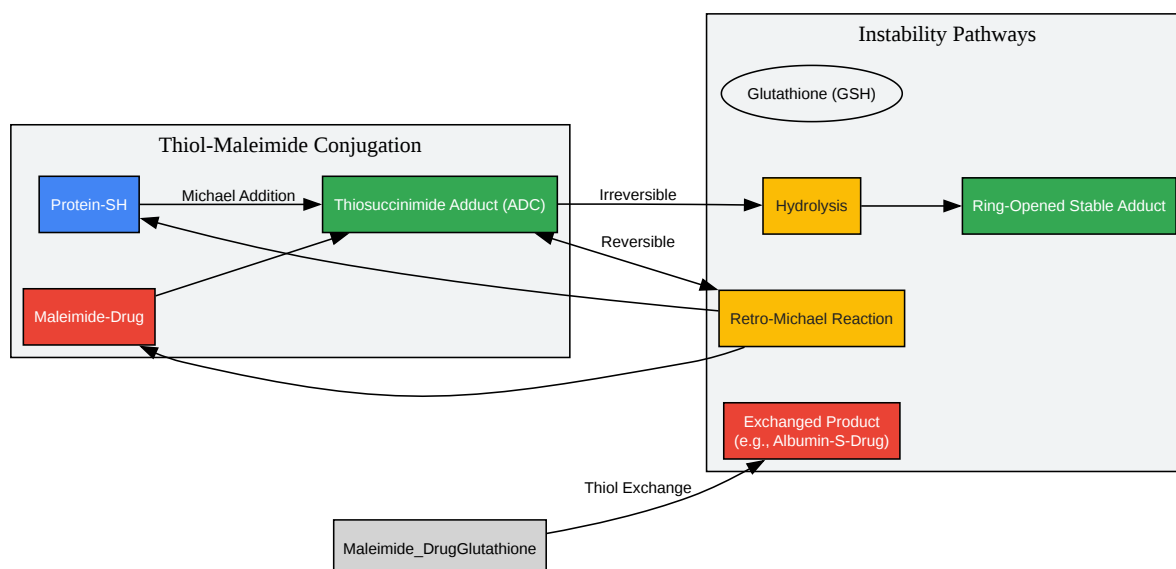 Instability Pathways
Glutathione (GSH)
Thiol-Maleimide Conjugation
Protein-SH
Michael Addition
Thiosuccinimide Adduct (ADC)
Irreversible
Hydrolysis
Ring-Opened Stable Adduct
Reversible
Maleimide-Drug
Retro-Michael Reaction
Exchanged Product
(e.g., Albumin-S-Drug)
Thiol Exchange
Maleimide_DrugGlutathione